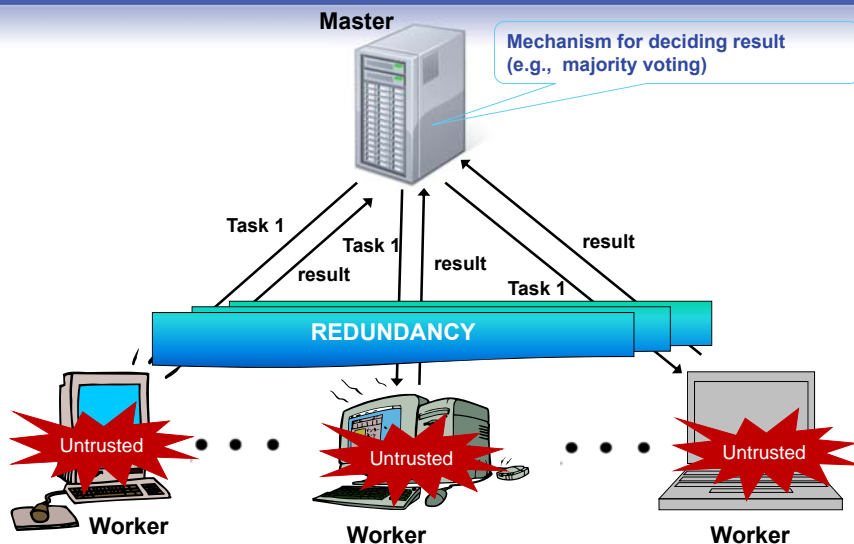 Master
Mechanism for deciding result
(e.g., majority voting)
Task 1
result
Task 1
result
Task 1
result
REDUNDANCY
Untrusted
Untrusted
Untrusted
Worker
Worker
Worker